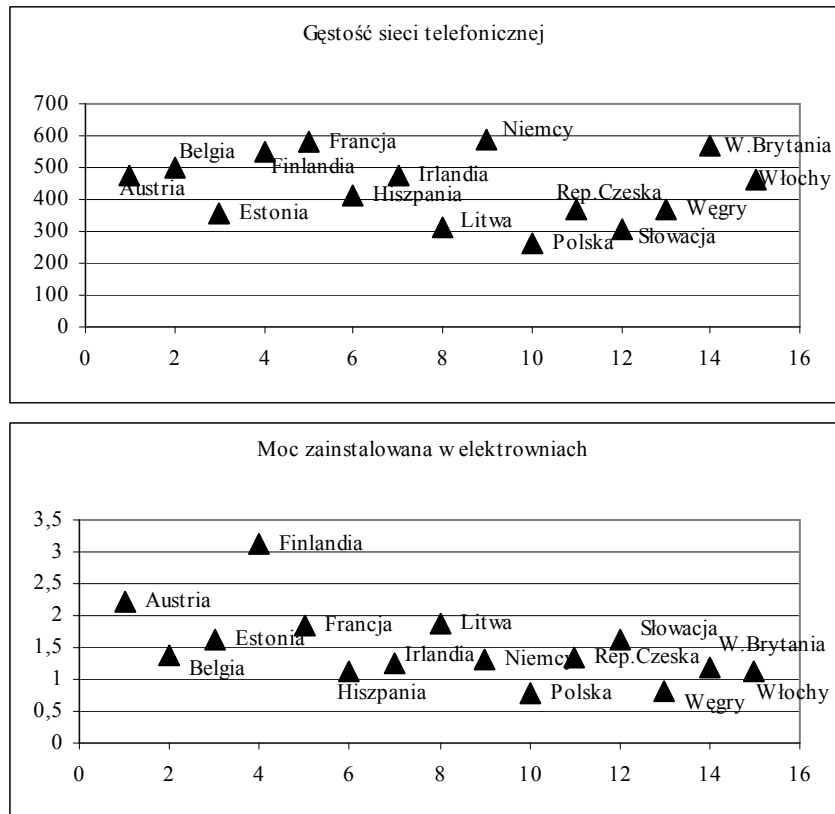 Gęstość sieci telefonicznej
700
600
500
400
300
200
100
0
Austria
Belgia
Estonia
Finlandia
Francja
Hiszpania
Irlandia
Litwa
Niemcy
Polska
Rep.Czeska
Słowacja
Węgry
W.Brytania
Włochy
0 2 4 6 8 10 12 14 16
Moc zainstalowana w elektrowniach
3,5
3
2,5
2
1,5
1
0,5
0
Austria
Belgia
Estonia
Finlandia
Francja
Hiszpania
Irlandia
Litwa
Niemcy
Polska
Rep.Czeska
Słowacja
Węgry
W.Brytania
Włochy
0 2 4 6 8 10 12 14 16